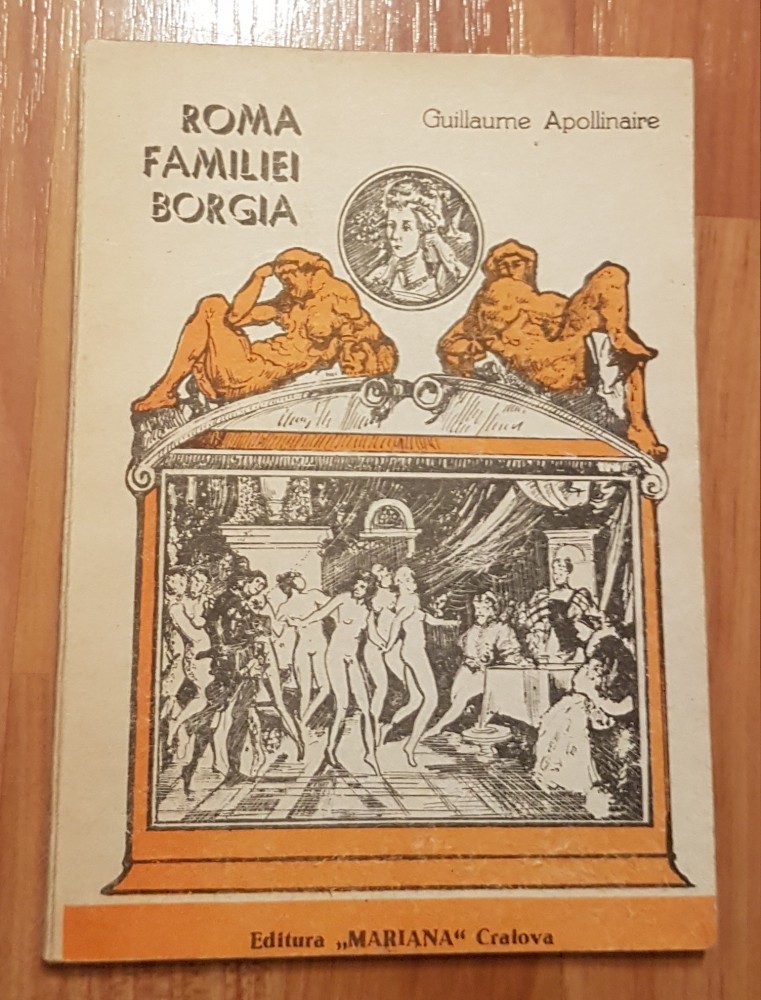 ROMA
FAMILIEI
BORGIA
Guillaume Apollinaire
Editura „MARIANA“ Craiova